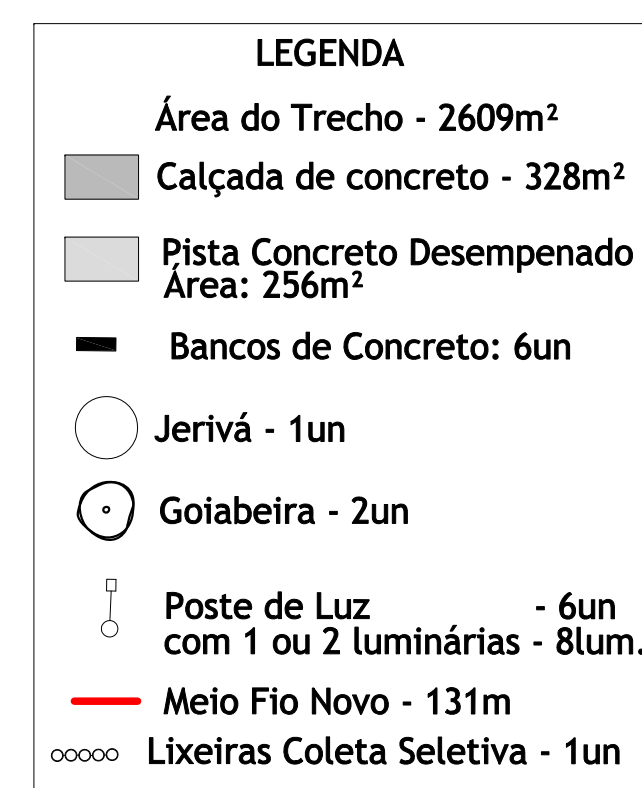 LEGENDA
Área do Trecho - 2609m²
Calçada de concreto - 328m²
Pista Concreto Desempenado
Área: 256m²
Bancos de Concreto: 6un
Jerivá - 1un
Goiabeira - 2un
Poste de Luz - 6un
com 1 ou 2 luminárias - 8lum.
Meio Fio Novo - 131m
Lixeiras Coleta Seletiva - 1un